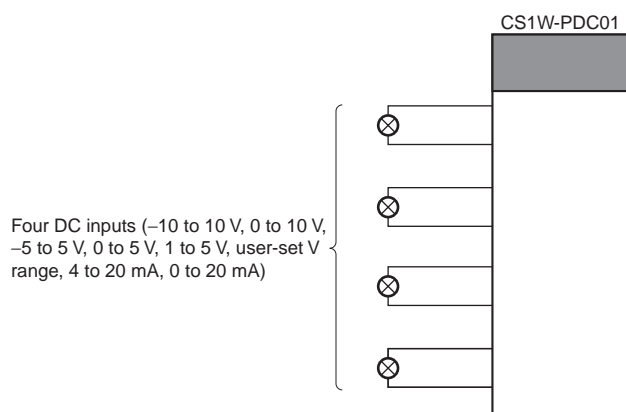 CS1W-PDC01
Four DC inputs (–10 to 10 V, 0 to 10 V,
–5 to 5 V, 0 to 5 V, 1 to 5 V, user-set V
range, 4 to 20 mA, 0 to 20 mA)